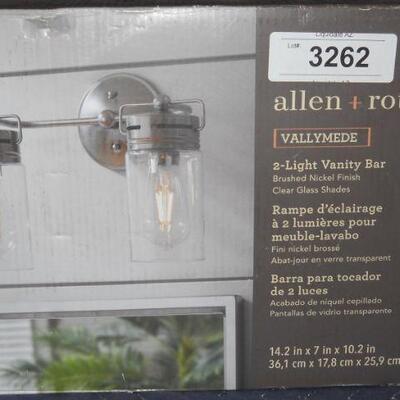 Liquidate AZ
Lot#:
3262
allen + rot
VALLYMEDE
2-Light Vanity Bar
Brushed Nickel Finish
Clear Glass Shades
Rampe d'éclairage
à 2 lumières pour
meuble-lavabo
Fini nickel brossé
Abat-jour en verre transparent
Barra para tocador
de 2 luces
Acabado de níquel cepillado
Pantallas de vidrio transparente
14.2 in x 7 in x 10.2 in
36,1 cm x 17,8 cm x 25,9 cm